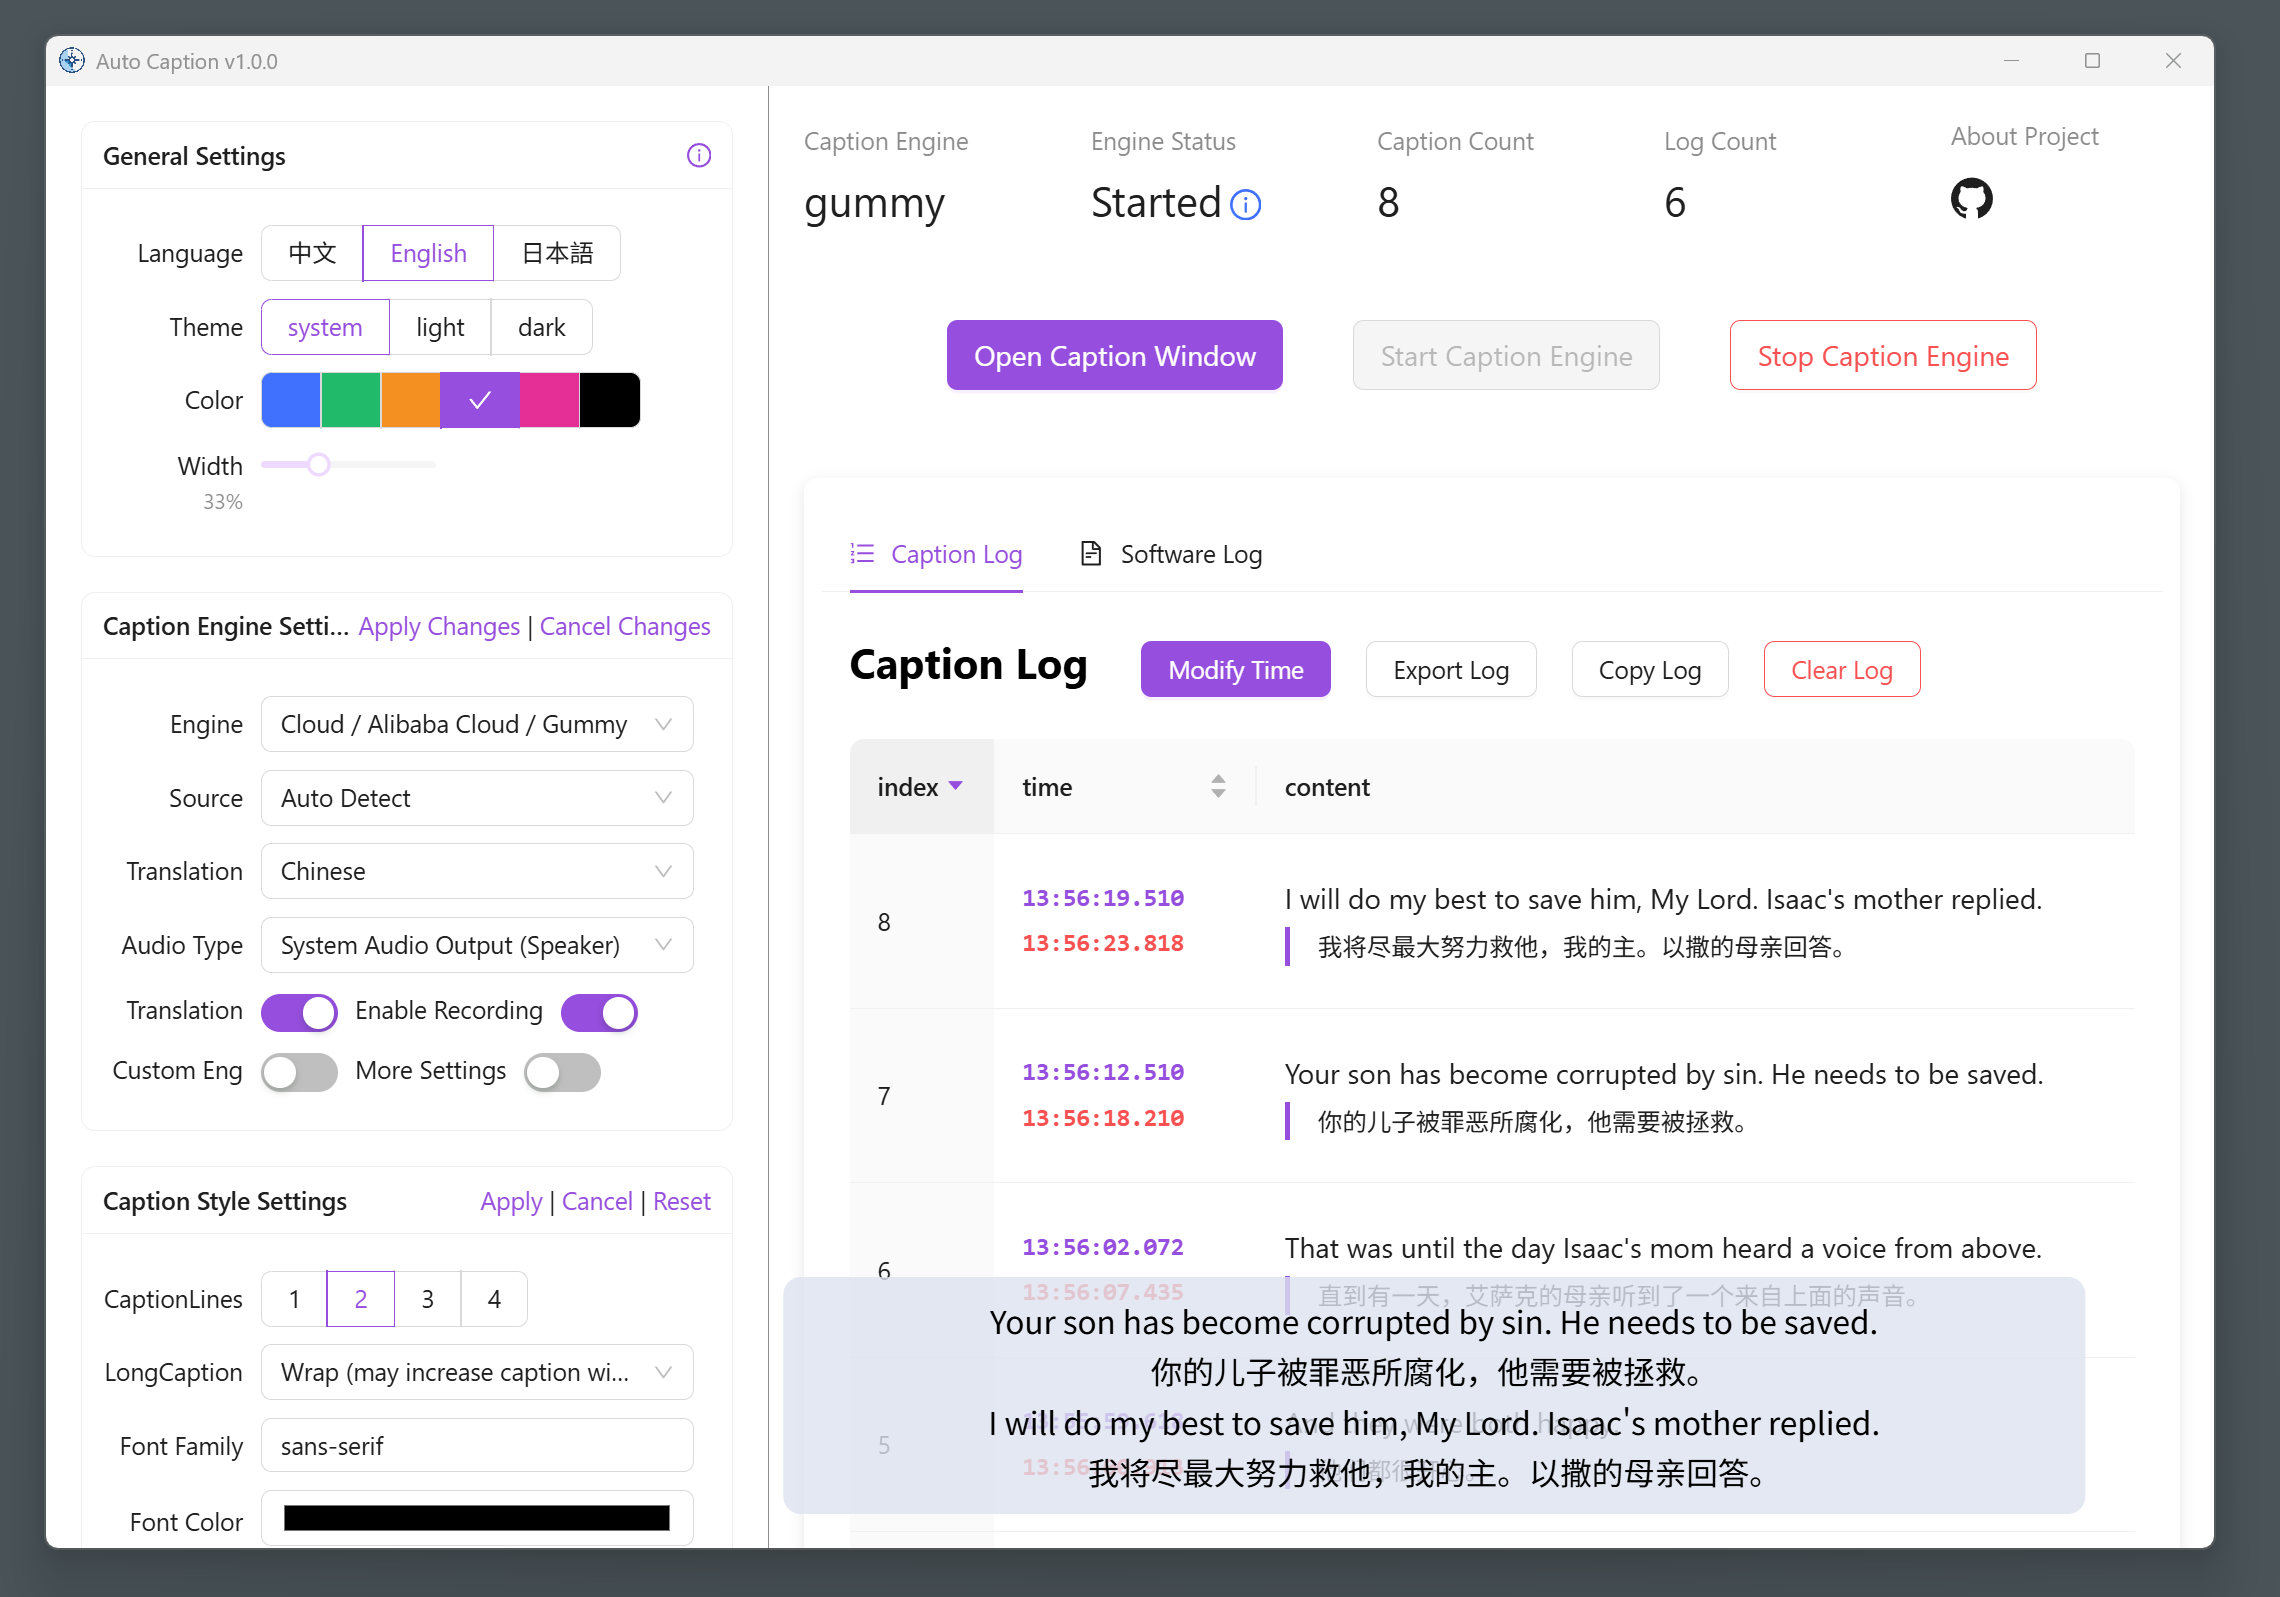 Auto Caption v1.0.0
General Settings
Language 中文 English 日本語
Theme system light dark
Color
Width
33%
Caption Engine Setti... Apply Changes | Cancel Changes
Engine Cloud / Alibaba Cloud / Gummy
Source Auto Detect
Translation Chinese
Audio Type System Audio Output (Speaker)
Translation Enable Recording
Custom Eng More Settings
Caption Style Settings Apply | Cancel | Reset
CaptionLines 1 2 3 4
LongCaption Wrap (may increase caption wi...
Font Family sans-serif
Font Color
Caption Engine Engine Status Caption Count Log Count About Project
gummy Started 8 6
Open Caption Window Start Caption Engine Stop Caption Engine
Caption Log Software Log
Caption Log Modify Time Export Log Copy Log Clear Log
index time content
8 13:56:19.510 I will do my best to save him, My Lord. Isaac's mother replied.
13:56:23.818 我将尽最大努力救他，我的主。以撒的母亲回答。
7 13:56:12.510 Your son has become corrupted by sin. He needs to be saved.
13:56:18.210 你的儿子被罪恶所腐化，他需要被拯救。
6 13:56:02.072 That was until the day Isaac's mom heard a voice from above.
13:56:07.435 直到有一天，艾萨克的母亲听到了一个来自上面的声音。
Your son has become corrupted by sin. He needs to be saved.
你的儿子被罪恶所腐化，他需要被拯救。
I will do my best to save him, My Lord. Isaac's mother replied.
我将尽最大努力救他，我的主。以撒的母亲回答。
5 And they were both happy.